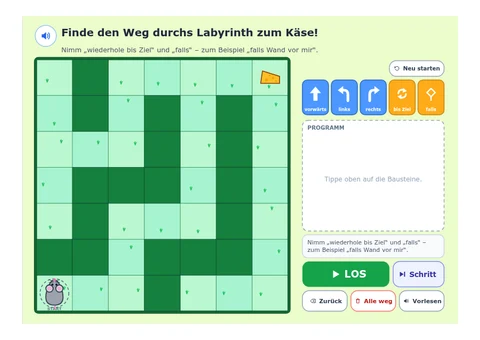 Finde den Weg durchs Labyrinth zum Käse!
Nimm „wiederhole bis Ziel" und „falls" – zum Beispiel „falls Wand vor mir".
Neu starten
vorwärts
links
rechts
bis Ziel
falls
PROGRAMM
Tippe oben auf die Bausteine.
Nimm „wiederhole bis Ziel" und „falls" –
zum Beispiel „falls Wand vor mir".
LOS
Schritt
START
Zurück
Alle weg
Vorlesen